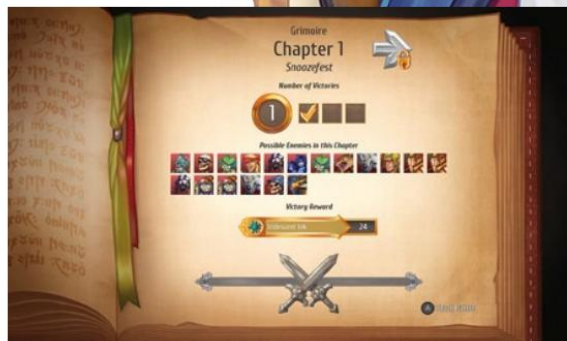 Grimoire
Chapter 1
Snoozefest
Number of Victories
1
Possible Enemies in this Chapter
Victory Reward
24